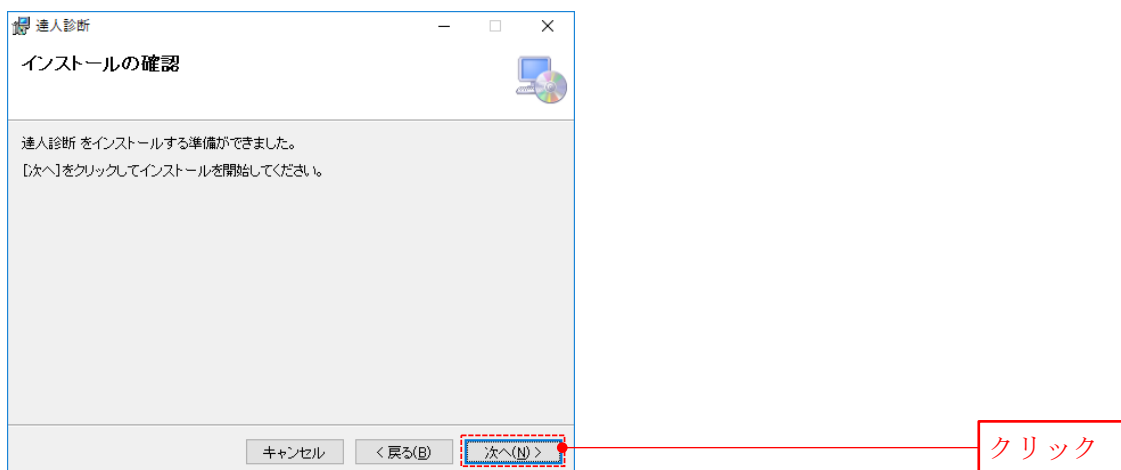 達人診断
インストールの確認
達人診断 をインストールする準備ができました。
[次へ]をクリックしてインストールを開始してください。
キャンセル
< 戻る(B)
次へ(N) >
クリック